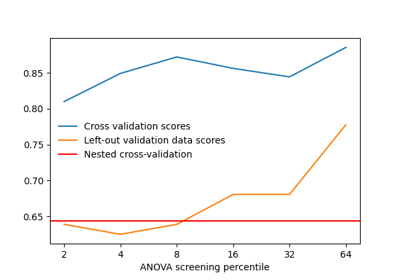 0.85
0.80
0.75
0.70
0.65
Cross validation scores
Left-out validation data scores
Nested cross-validation
2 4 8 16 32 64
ANOVA screening percentile